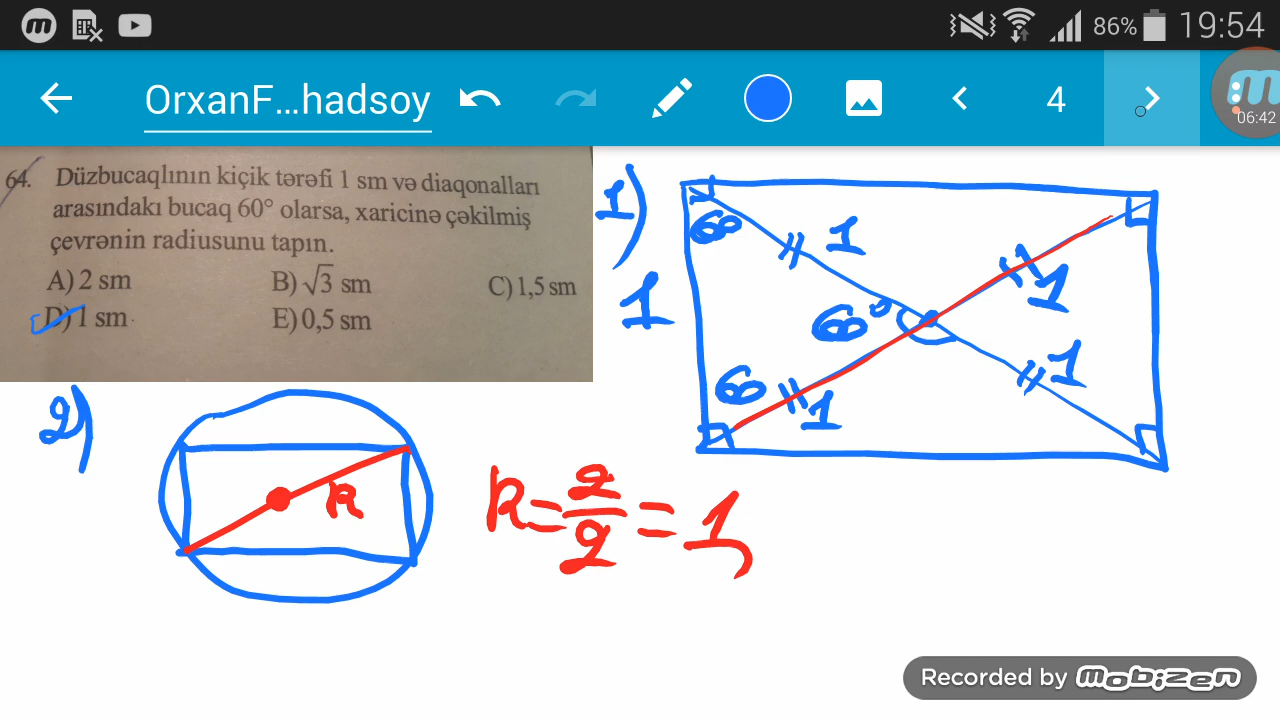 86% 19:54
OrxanF...hadsoy 4
06:42
64. Düzbucaqlının kiçik tərəfi 1 sm və diaqonalları
arasındakı bucaq 60° olarsa, xaricinə çəkilmiş
çevrənin radiusunu tapın.
A) 2 sm B) √3 sm C) 1,5 sm
D) 1 sm E) 0,5 sm
1)
60 1 1
1 60°
60 1 1
2)
R
R=2/2=1
Recorded by mobizen